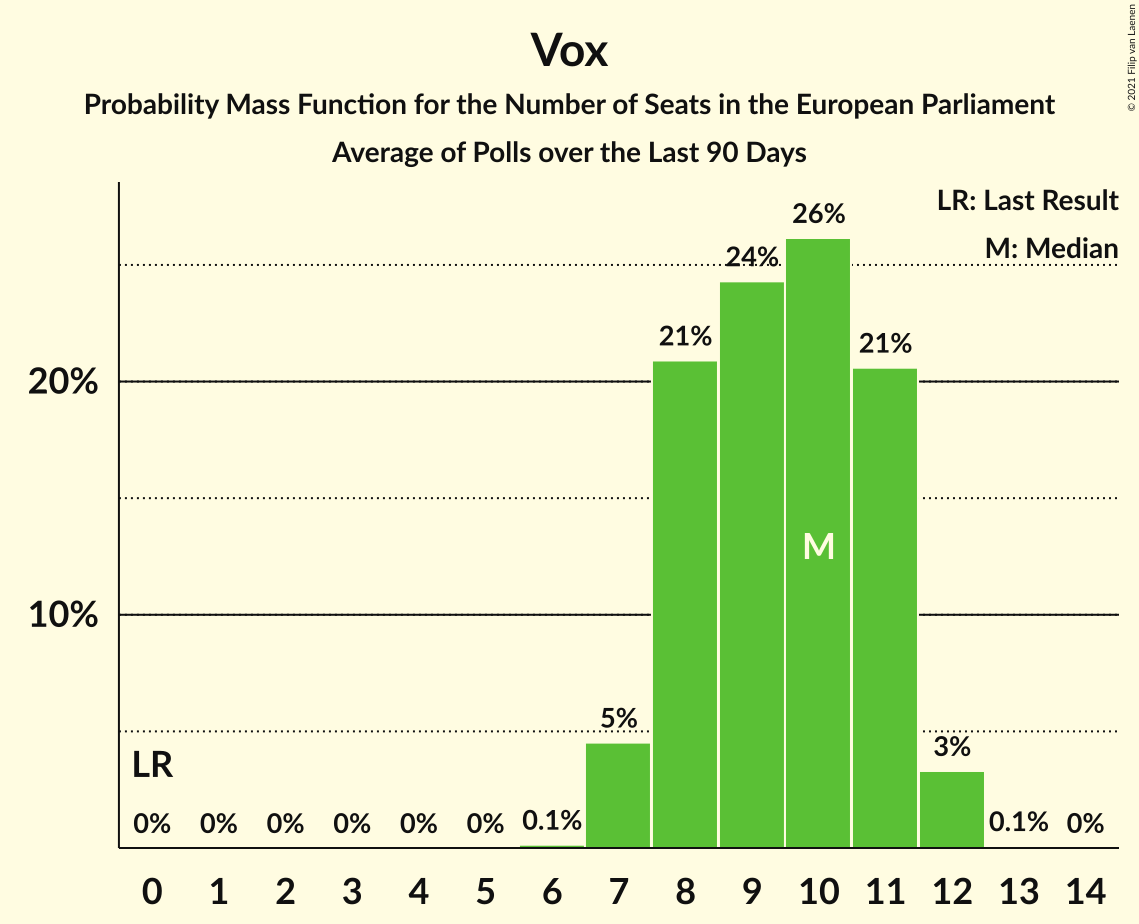 Vox
Probability Mass Function for the Number of Seats in the European Parliament
Average of Polls over the Last 90 Days
© 2021 Filip van Laenen
LR: Last Result
M: Median
20%
10%
LR
0%
0%
0%
0%
0%
0%
0.1%
5%
21%
24%
26%
21%
3%
0.1%
0%
M
0 1 2 3 4 5 6 7 8 9 10 11 12 13 14